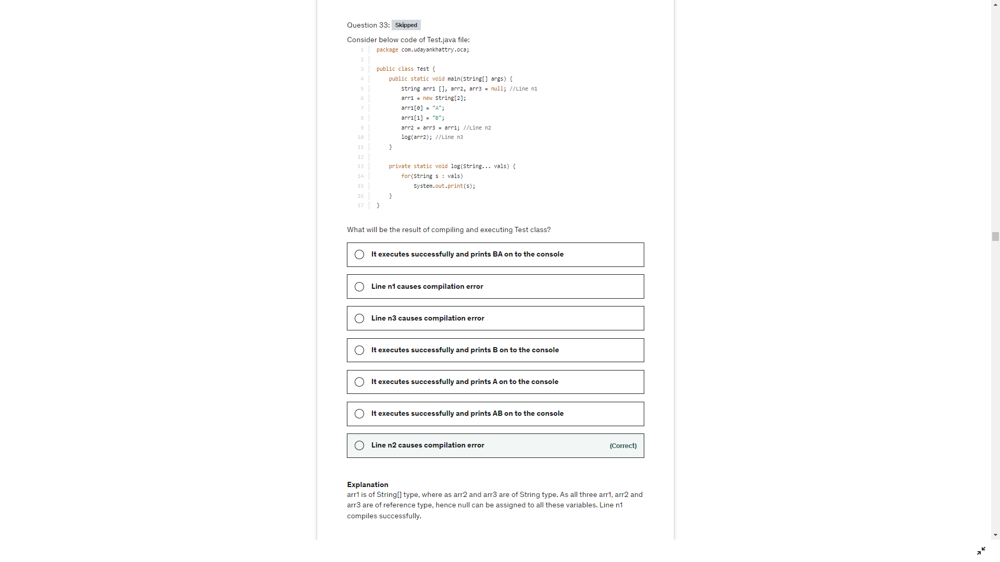 Question 33: Skipped
Consider below code of Test.java file:
1 package com.udayankhattry.oca;
2
3 public class Test {
4 public static void main(String[] args) {
5 String arr1 [], arr2, arr3 = null; //Line n1
6 arr1 = new String[2];
7 arr1[0] = "A";
8 arr1[1] = "B";
9 arr2 = arr3 = arr1; //Line n2
10 log(arr2); //Line n3
11 }
12
13 private static void log(String... vals) {
14 for(String s : vals)
15 System.out.print(s);
16 }
17 }
What will be the result of compiling and executing Test class?
It executes successfully and prints BA on to the console
Line n1 causes compilation error
Line n3 causes compilation error
It executes successfully and prints B on to the console
It executes successfully and prints A on to the console
It executes successfully and prints AB on to the console
Line n2 causes compilation error (Correct)
Explanation
arr1 is of String[] type, where as arr2 and arr3 are of String type. As all three arr1, arr2 and
arr3 are of reference type, hence null can be assigned to all these variables. Line n1
compiles successfully.